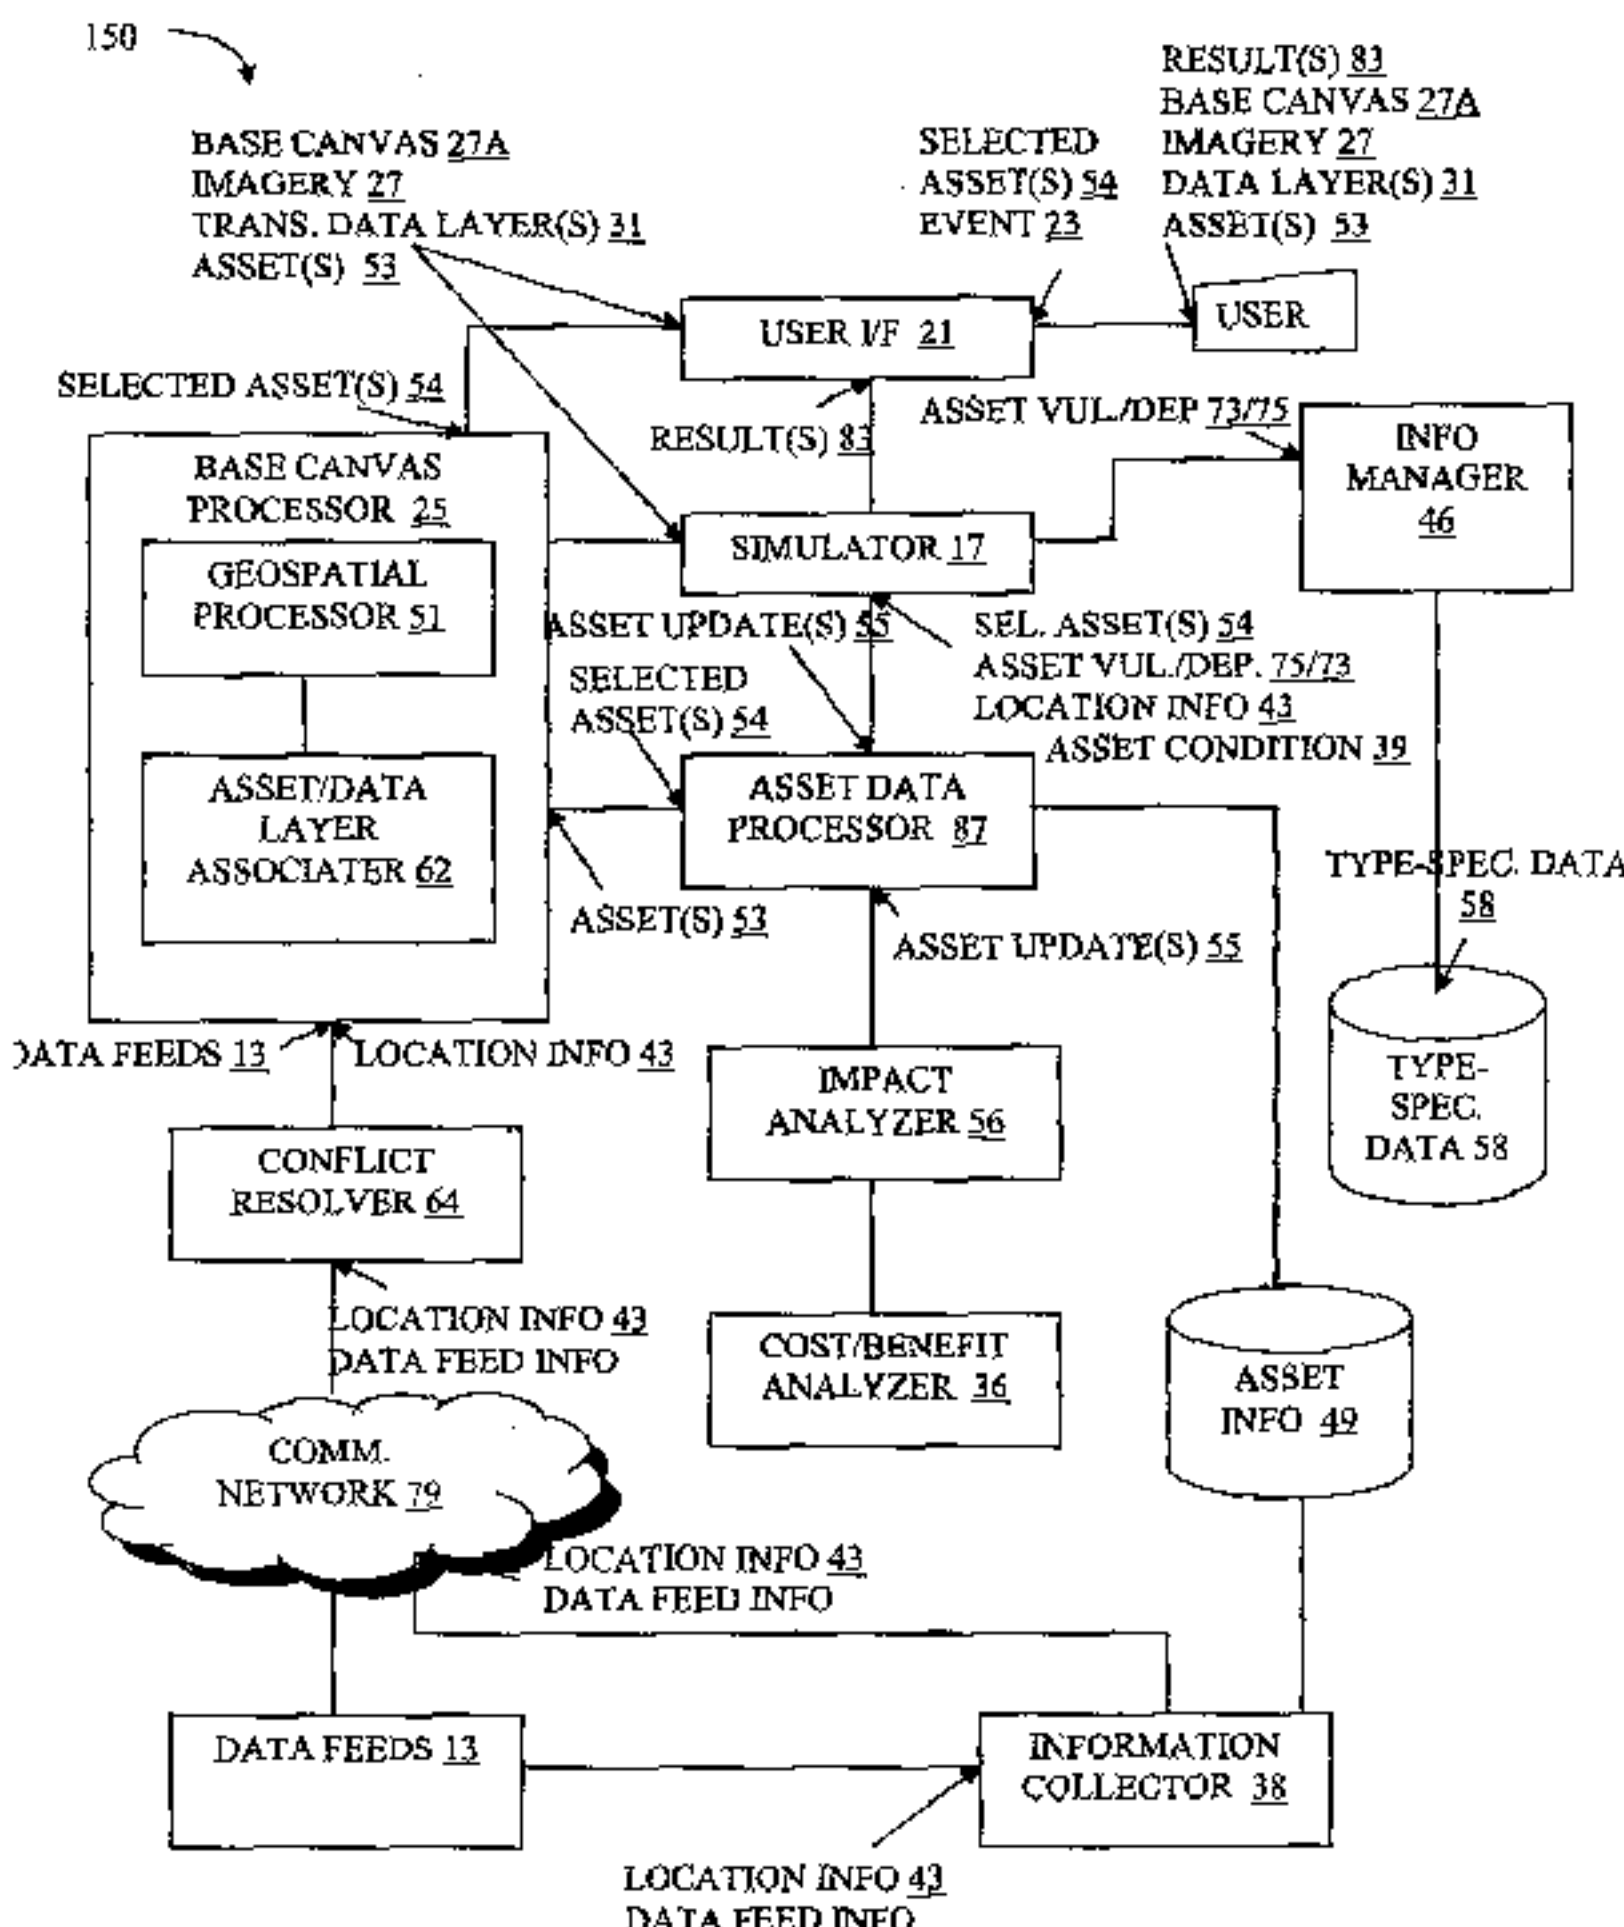 150
RESULT(S) 83
BASE CANVAS 27A
IMAGERY 27
DATA LAYER(S) 31
ASSET(S) 53
BASE CANVAS 27A
IMAGERY 27
TRANS. DATA LAYER(S) 31
ASSET(S) 53
SELECTED
ASSET(S) 54
EVENT 23
USER I/F 21
USER
SELECTED ASSET(S) 54
RESULT(S) 83
ASSET VUL./DEP 73/75
INFO
MANAGER
46
BASE CANVAS
PROCESSOR 25
GEOSPATIAL
PROCESSOR 51
SIMULATOR 17
ASSET UPDATE(S) 55
SEL. ASSET(S) 54
ASSET VUL./DEP. 75/73
LOCATION INFO 43
ASSET CONDITION 39
SELECTED
ASSET(S) 54
ASSET/DATA
LAYER
ASSOCIATER 62
ASSET DATA
PROCESSOR 87
TYPE-SPEC. DATA
58
ASSET(S) 53
ASSET UPDATE(S) 55
DATA FEEDS 13
LOCATION INFO 43
IMPACT
ANALYZER 56
TYPE-
SPEC.
DATA 58
CONFLICT
RESOLVER 64
LOCATION INFO 43
DATA FEED INFO
COST/BENEFIT
ANALYZER 36
ASSET
INFO 49
COMM.
NETWORK 79
LOCATION INFO 43
DATA FEED INFO
DATA FEEDS 13
INFORMATION
COLLECTOR 38
LOCATION INFO 43
DATA FEED INFO